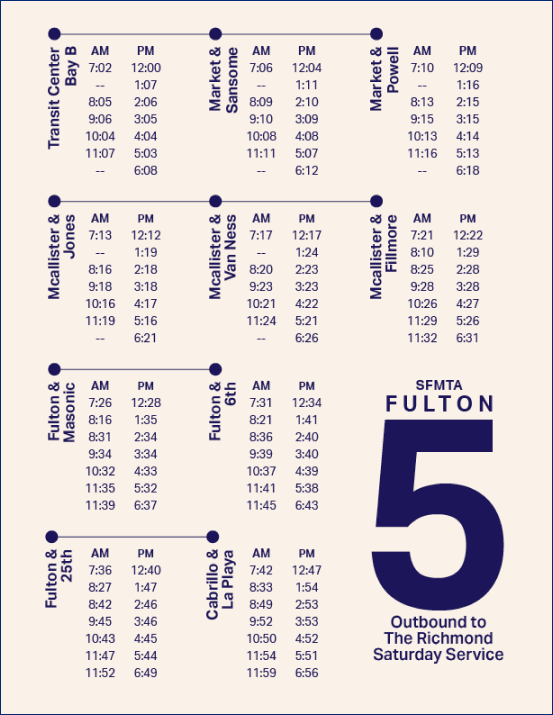 Transit Center
Bay B
AM PM
7:02 12:00
-- 1:07
8:05 2:06
9:06 3:05
10:04 4:04
11:07 5:03
-- 6:08
Market &
Sansome
AM PM
7:06 12:04
-- 1:11
8:09 2:10
9:10 3:09
10:08 4:08
11:11 5:07
-- 6:12
Market &
Powell
AM PM
7:10 12:09
-- 1:16
8:13 2:15
9:15 3:15
10:13 4:14
11:16 5:13
-- 6:18
Mcallister &
Jones
AM PM
7:13 12:12
-- 1:19
8:16 2:18
9:18 3:18
10:16 4:17
11:19 5:16
-- 6:21
Mcallister &
Van Ness
AM PM
7:17 12:17
-- 1:24
8:20 2:23
9:23 3:23
10:21 4:22
11:24 5:21
-- 6:26
Mcallister &
Fillmore
AM PM
7:21 12:22
8:10 1:29
8:25 2:28
9:28 3:28
10:26 4:27
11:29 5:26
11:32 6:31
Fulton &
Masonic
AM PM
7:26 12:28
8:16 1:35
8:31 2:34
9:34 3:34
10:32 4:33
11:35 5:32
11:39 6:37
Fulton &
6th
AM PM
7:31 12:34
8:21 1:41
8:36 2:40
9:39 3:40
10:37 4:39
11:41 5:38
11:45 6:43
Fulton &
25th
AM PM
7:36 12:40
8:27 1:47
8:42 2:46
9:45 3:46
10:43 4:45
11:47 5:44
11:52 6:49
Cabrillo &
La Playa
AM PM
7:42 12:47
8:33 1:54
8:49 2:53
9:52 3:53
10:50 4:52
11:54 5:51
11:59 6:56
SFMTA
FULTON
5
Outbound to
The Richmond
Saturday Service